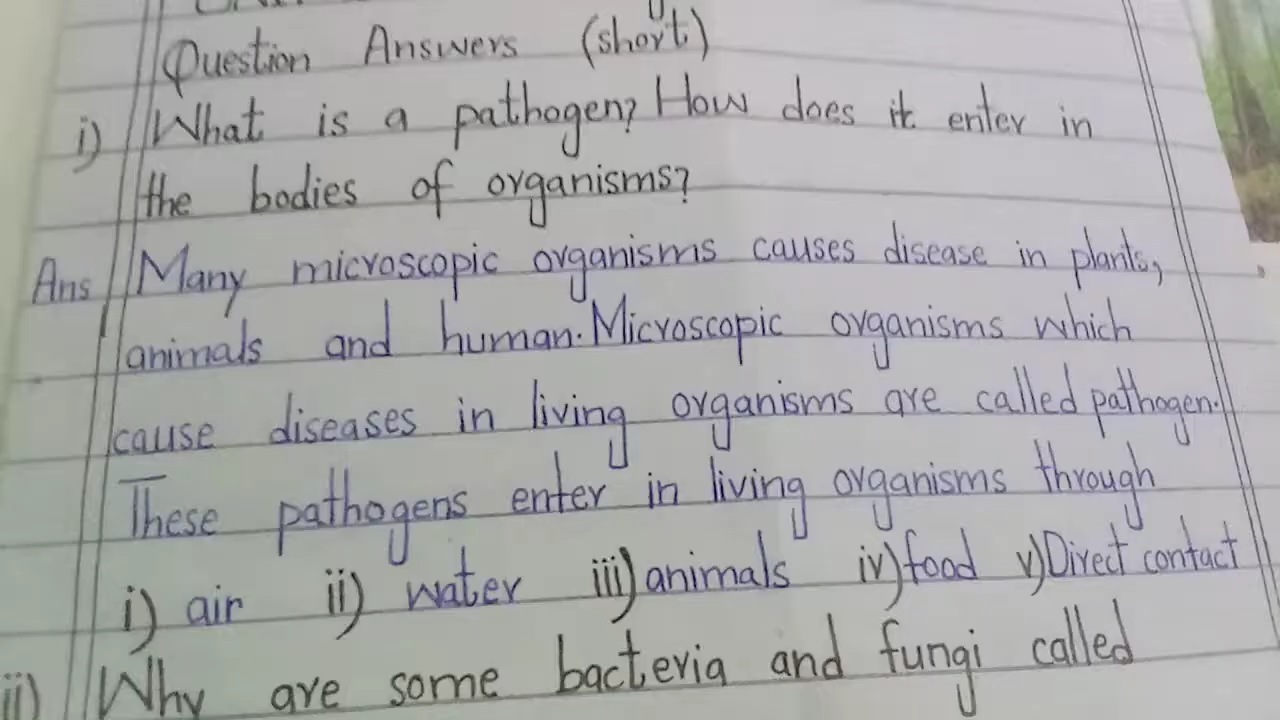 Question Answers (short)
i) What is a pathogen? How does it enter in
the bodies of organisms?
Ans Many microscopic organisms causes disease in plants,
animals and human. Microscopic organisms which
cause diseases in living organisms are called pathogen.
These pathogens enter in living organisms through
i) air ii) water iii) animals iv) food v) Direct contact
ii) Why are some bacteria and fungi called